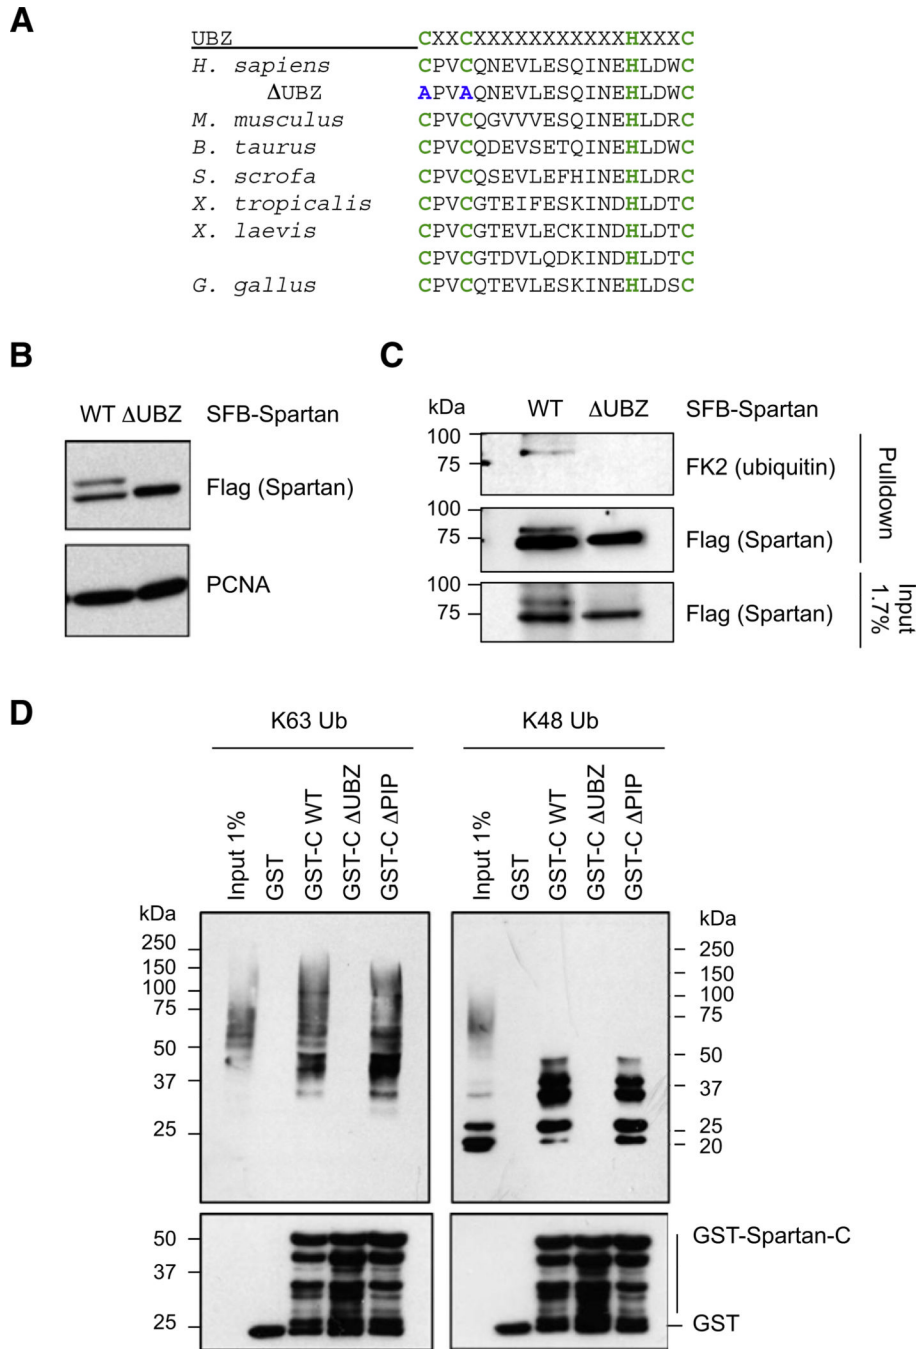 A
UBZ CXXCXXXXXXXXXXXHXXXC
H. sapiens CPVCQNEVLESQINEHLDWC
ΔUBZ APVAQNEVLESQINEHLDWC
M. musculus CPVCQGVVVESQINEHLDRC
B. taurus CPVCQDEVSETQINEHLDWC
S. scrofa CPVCQSEVLEFHINEHLDRC
X. tropicalis CPVCGTEIFESKINDHLDTC
X. laevis CPVCGTEVLECKINDHLDTC
CPVCGTDVLQDKINDHLDTC
G. gallus CPVCQTEVLESKINEHLDSC
B
WT ΔUBZ SFB-Spartan
Flag (Spartan)
PCNA
C
kDa WT ΔUBZ SFB-Spartan
100
75
FK2 (ubiquitin)
100
75
Flag (Spartan)
Pulldown
100
75
Flag (Spartan)
Input
1.7%
D
K63 Ub K48 Ub
Input 1% GST GST-C WT GST-C ΔUBZ GST-C ΔPIP
Input 1% GST GST-C WT GST-C ΔUBZ GST-C ΔPIP
kDa
250
150
100
75
50
37
25
kDa
250
150
100
75
50
37
25
20
50
37
25
GST-Spartan-C
GST